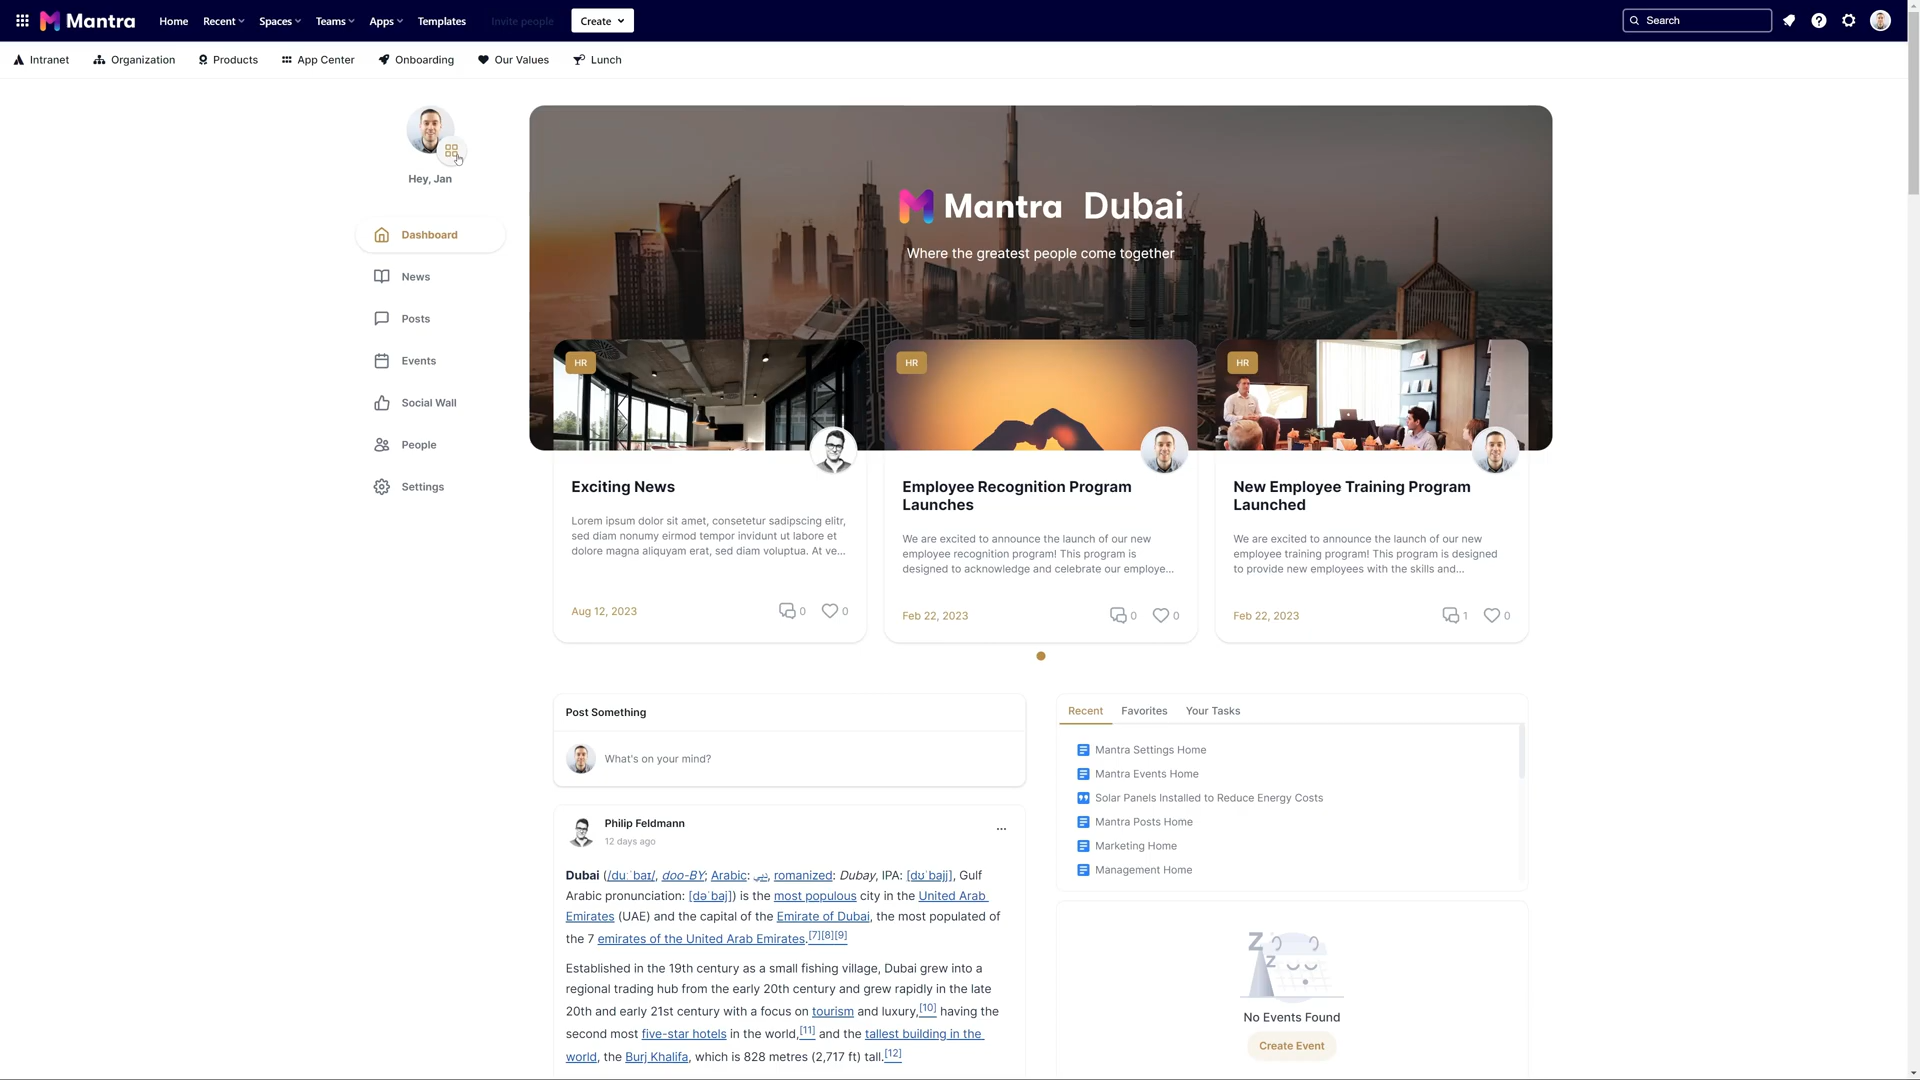 Mantra Home Recent Spaces Teams Apps Templates Invite people Create Search
Intranet Organization Products App Center Onboarding Our Values Lunch
Hey, Jan
Dashboard
News
Posts
Events
Social Wall
People
Settings
Mantra Dubai
Where the greatest people come together
HR
Exciting News
Lorem ipsum dolor sit amet, consetetur sadipscing elitr,
sed diam nonumy eirmod tempor invidunt ut labore et
dolore magna aliquyam erat, sed diam voluptua. At ve...
Aug 12, 2023 0 0
HR
Employee Recognition Program
Launches
We are excited to announce the launch of our new
employee recognition program! This program is
designed to acknowledge and celebrate our employe...
Feb 22, 2023 0 0
HR
New Employee Training Program
Launched
We are excited to announce the launch of our new
employee training program! This program is designed
to provide new employees with the skills and...
Feb 22, 2023 1 0
Post Something
What's on your mind?
Philip Feldmann
12 days ago
...
Dubai (/duːˈbaɪ/, doo-BY; Arabic: دبي, romanized: Dubay, IPA: [dʊˈbajj], Gulf
Arabic pronunciation: [dəˈbaj]) is the most populous city in the United Arab
Emirates (UAE) and the capital of the Emirate of Dubai, the most populated of
the 7 emirates of the United Arab Emirates.[7][8][9]
Established in the 19th century as a small fishing village, Dubai grew into a
regional trading hub from the early 20th century and grew rapidly in the late
20th and early 21st century with a focus on tourism and luxury,[10] having the
second most five-star hotels in the world,[11] and the tallest building in the
world, the Burj Khalifa, which is 828 metres (2,717 ft) tall.[12]
Recent Favorites Your Tasks
Mantra Settings Home
Mantra Events Home
Solar Panels Installed to Reduce Energy Costs
Mantra Posts Home
Marketing Home
Management Home
Z
Z
No Events Found
Create Event